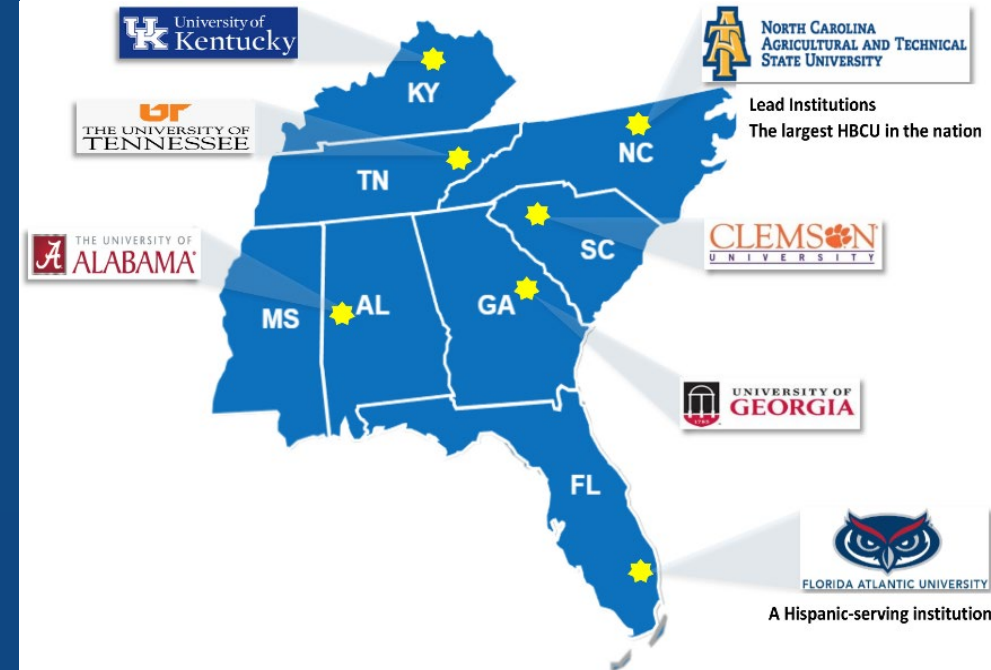 University of
Kentucky
UK
NORTH CAROLINA
AGRICULTURAL AND TECHNICAL
STATE UNIVERSITY
Lead Institutions
The largest HBCU in the nation
KY
THE UNIVERSITY OF
TENNESSEE
NC
TN
THE UNIVERSITY OF
ALABAMA
A
CLEMSON
UNIVERSITY
SC
MS
AL
GA
UNIVERSITY OF
GEORGIA
1785
FL
FLORIDA ATLANTIC UNIVERSITY
A Hispanic-serving institution